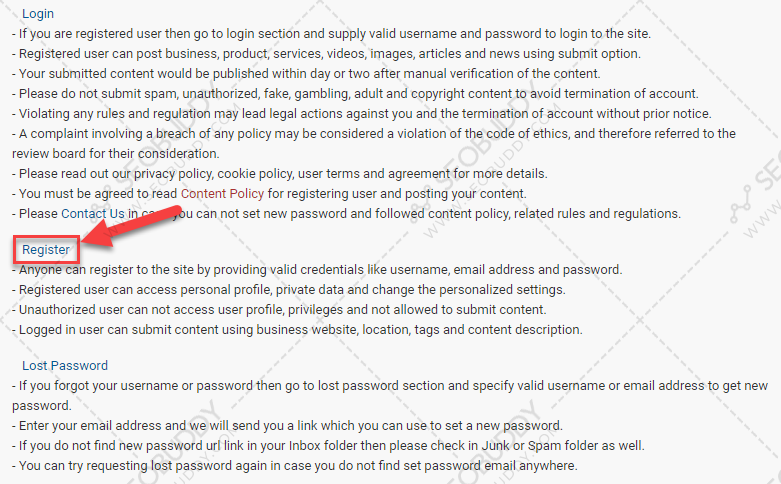 Login
- If you are registered user then go to login section and supply valid username and password to login to the site.
- Registered user can post business, product, services, videos, images, articles and news using submit option.
- Your submitted content would be published within day or two after manual verification of the content.
- Please do not submit spam, unauthorized, fake, gambling, adult and copyright content to avoid termination of account.
- Violating any rules and regulation may lead legal actions against you and the termination of account without prior notice.
- A complaint involving a breach of any policy may be considered a violation of the code of ethics, and therefore referred to the
review board for their consideration.
- Please read out our privacy policy, cookie policy, user terms and agreement for more details.
- You must be agreed to read Content Policy for registering user and posting your content.
- Please Contact Us in case you can not set new password and followed content policy, related rules and regulations.
Register
- Anyone can register to the site by providing valid credentials like username, email address and password.
- Registered user can access personal profile, private data and change the personalized settings.
- Unauthorized user can not access user profile, privileges and not allowed to submit content.
- Logged in user can submit content using business website, location, tags and content description.
Lost Password
- If you forgot your username or password then go to lost password section and specify valid username or email address to get new
password.
- Enter your email address and we will send you a link which you can use to set a new password.
- If you do not find new password url link in your Inbox folder then please check in Junk or Spam folder as well.
- You can try requesting lost password again in case you do not find set password email anywhere.
SEOBUDDY
WWW.SEOBUDDY.COM